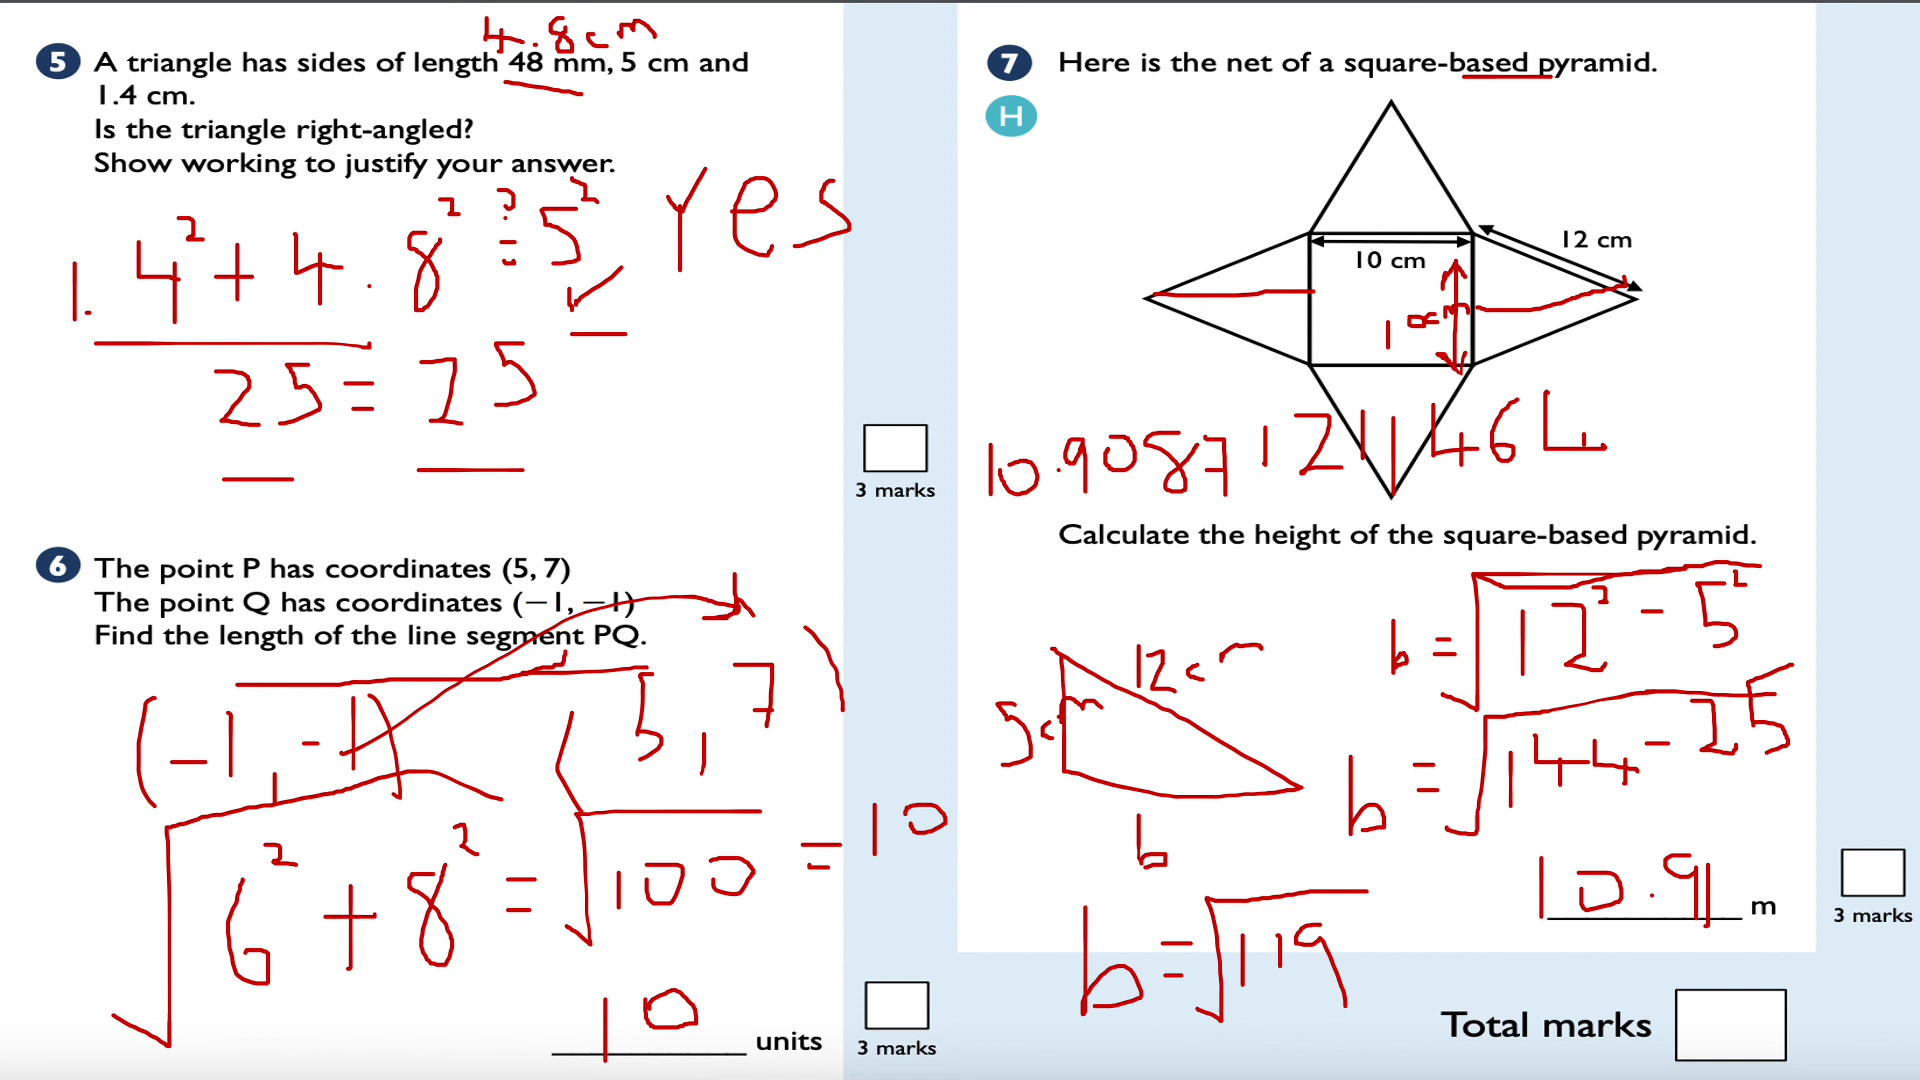 4.8cm
5 A triangle has sides of length 48 mm, 5 cm and
1.4 cm.
Is the triangle right-angled?
Show working to justify your answer.
1.4² + 4.8² ?= 5² Yes
25 = 25
3 marks
6 The point P has coordinates (5, 7)
The point Q has coordinates (−1, −1)
Find the length of the line segment PQ.
(−1, −1) (5, 7)
√6² + 8² = √100 = 10
10 units
3 marks
7 Here is the net of a square-based pyramid.
H
12 cm
10 cm
10cm
10.90871211464
Calculate the height of the square-based pyramid.
b = √12² − 5²
12cm
5cm
b = √144 − 25
b
10.91 m
b = √119
3 marks
Total marks